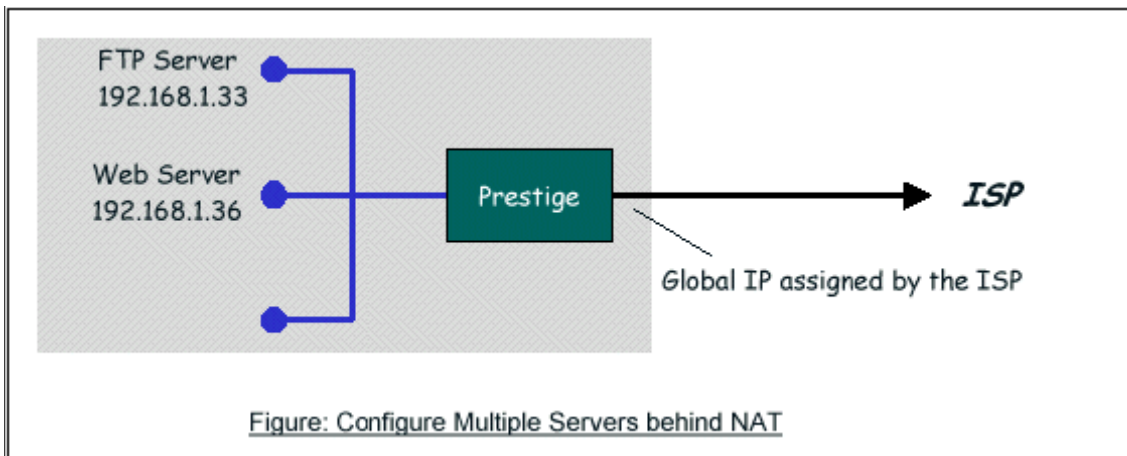 FTP Server
192.168.1.33
Web Server
192.168.1.36
Prestige
ISP
Global IP assigned by the ISP
Figure: Configure Multiple Servers behind NAT